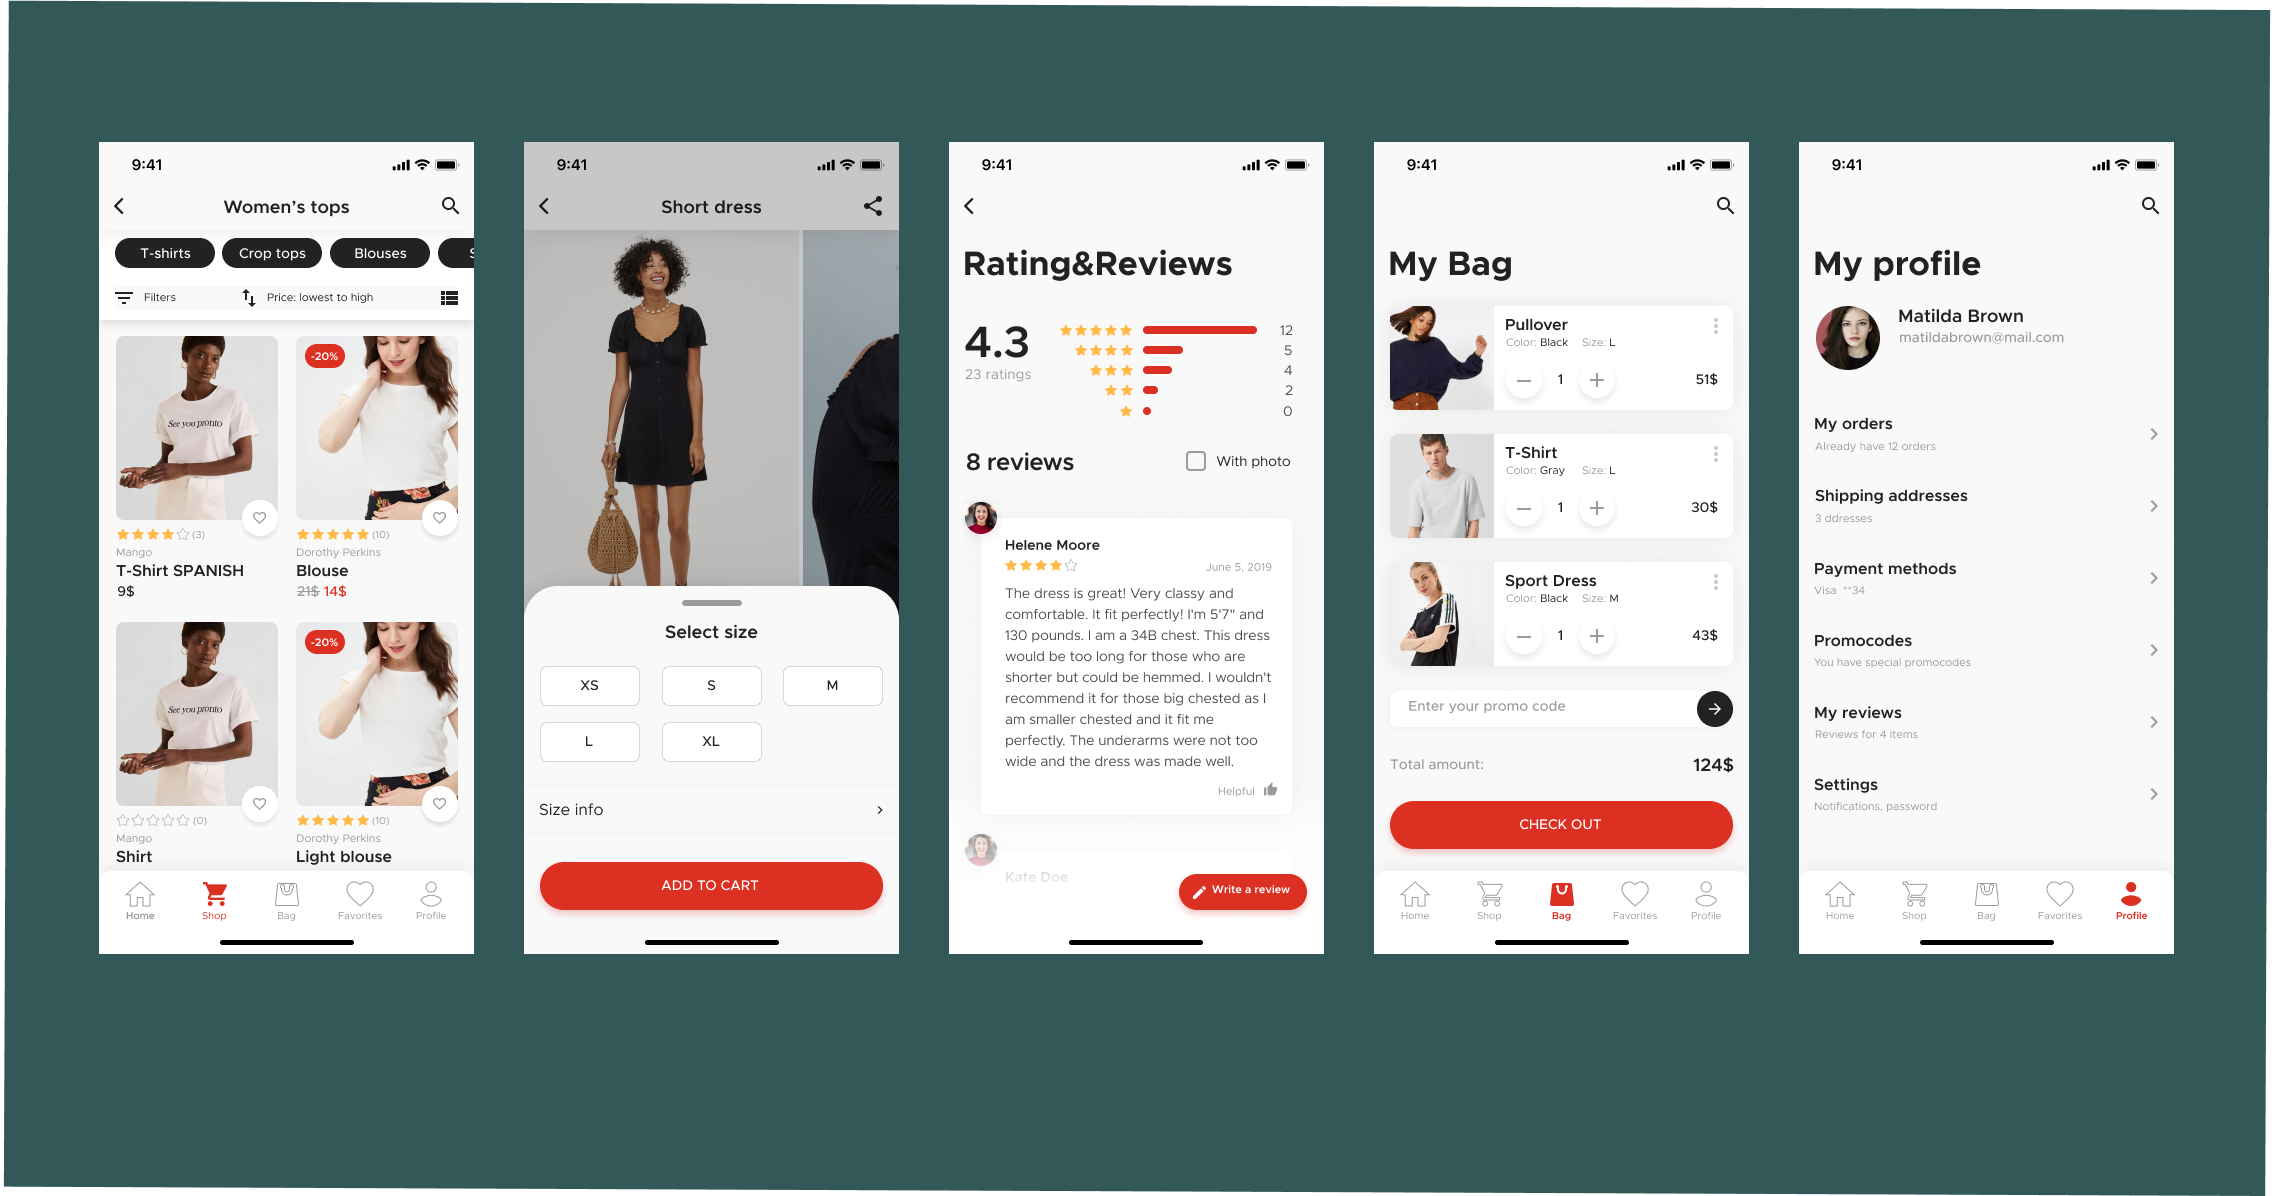 9:41
Women's tops
T-shirts
Crop tops
Blouses
S
Filters
Price: lowest to high
See you pronto
(3)
Mango
T-Shirt SPANISH
9$
-20%
(10)
Dorothy Perkins
Blouse
21$ 14$
See you pronto
(0)
Mango
Shirt
-20%
(10)
Dorothy Perkins
Light blouse
Home
Shop
Bag
Favorites
Profile
9:41
Short dress
Select size
XS
S
M
L
XL
Size info
ADD TO CART
9:41
Rating&Reviews
4.3
23 ratings
12
5
4
2
0
8 reviews
With photo
Helene Moore
June 5, 2019
The dress is great! Very classy and
comfortable. It fit perfectly! I'm 5'7" and
130 pounds. I am a 34B chest. This dress
would be too long for those who are
shorter but could be hemmed. I wouldn't
recommend it for those big chested as I
am smaller chested and it fit me
perfectly. The underarms were not too
wide and the dress was made well.
Helpful
Kate Doe
Write a review
9:41
My Bag
Pullover
Color: Black Size: L
1
51$
T-Shirt
Color: Gray Size: L
1
30$
Sport Dress
Color: Black Size: M
1
43$
Enter your promo code
Total amount:
124$
CHECK OUT
Home
Shop
Bag
Favorites
Profile
9:41
My profile
Matilda Brown
matildabrown@mail.com
My orders
Already have 12 orders
Shipping addresses
3 ddresses
Payment methods
Visa **34
Promocodes
You have special promocodes
My reviews
Reviews for 4 items
Settings
Notifications, password
Home
Shop
Bag
Favorites
Profile